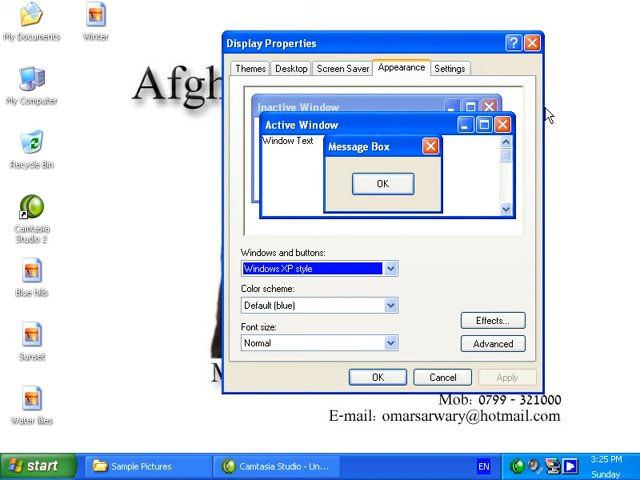 My Documents
Winter
My Computer
Recycle Bin
Camtasia
Studio 2
Blue hills
Sunset
Water lilies
Afgh
Display Properties
Themes
Desktop
Screen Saver
Appearance
Settings
Inactive Window
Active Window
Window Text
Message Box
OK
Windows and buttons:
Windows XP style
Color scheme:
Default (blue)
Font size:
Normal
Effects...
Advanced
OK
Cancel
Apply
Mob: 0799 - 321000
E-mail: omarsarwary@hotmail.com
start
Sample Pictures
Camtasia Studio - Un...
EN
3:25 PM
Sunday